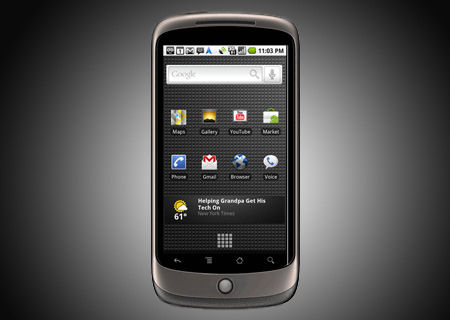 11:03 PM
Google
Maps Gallery YouTube Market
Phone Gmail Browser Voice
61°
Helping Grandpa Get His
Tech On
New York Times